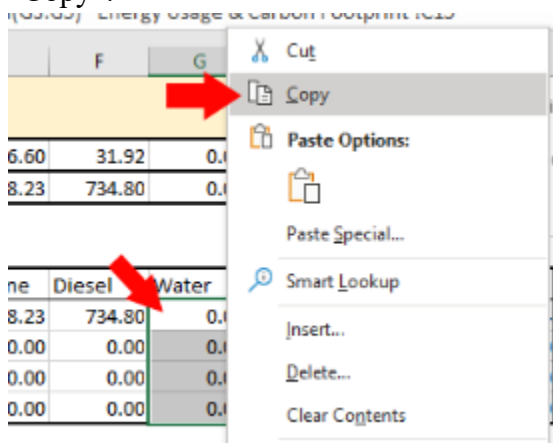 Copy .
Energy Usage & Carbon Footprint'!C15
F G
Cut
Copy
Paste Options:
6.60 31.92
8.23 734.80
Paste Special...
Smart Lookup
ne Diesel Water
8.23 734.80
Insert...
0.00 0.00
Delete...
0.00 0.00
0.00 0.00
Clear Contents